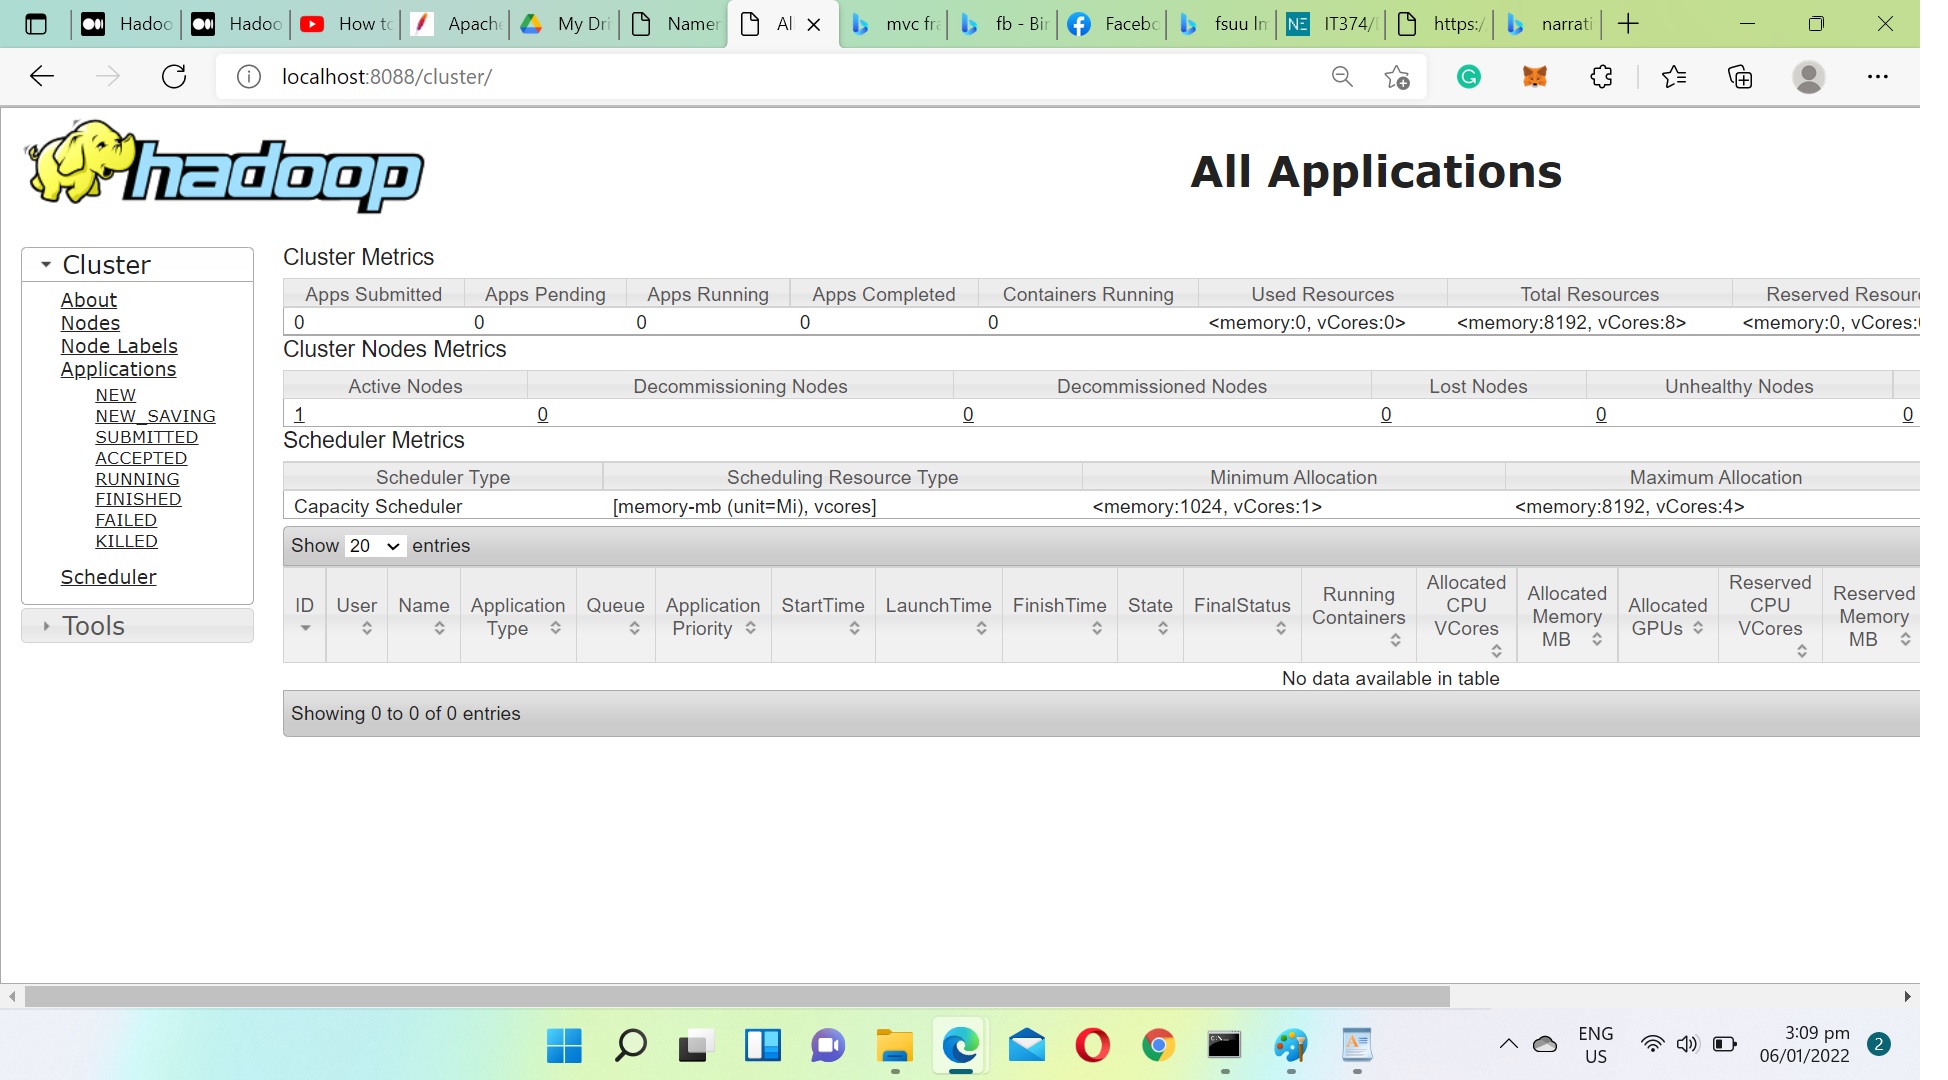 Hadoo Hadoo How to Apache My Dri Namen All mvc fra fb - Bin Facebo fsuu lm IT374/ https:/ narrati
localhost:8088/cluster/
hadoop
All Applications
Cluster
About
Nodes
Node Labels
Applications
NEW
NEW_SAVING
SUBMITTED
ACCEPTED
RUNNING
FINISHED
FAILED
KILLED
Scheduler
Tools
Cluster Metrics
Apps Submitted Apps Pending Apps Running Apps Completed Containers Running Used Resources Total Resources Reserved Resour
0 0 0 0 0 <memory:0, vCores:0> <memory:8192, vCores:8> <memory:0, vCores:
Cluster Nodes Metrics
Active Nodes Decommissioning Nodes Decommissioned Nodes Lost Nodes Unhealthy Nodes
1 0 0 0 0 0
Scheduler Metrics
Scheduler Type Scheduling Resource Type Minimum Allocation Maximum Allocation
Capacity Scheduler [memory-mb (unit=Mi), vcores] <memory:1024, vCores:1> <memory:8192, vCores:4>
Show 20 entries
ID User Name Application Type Queue Application Priority StartTime LaunchTime FinishTime State FinalStatus Running Containers Allocated CPU VCores Allocated Memory MB Allocated GPUs Reserved CPU VCores Reserved Memory MB
No data available in table
Showing 0 to 0 of 0 entries
ENG
US
3:09 pm
06/01/2022
2